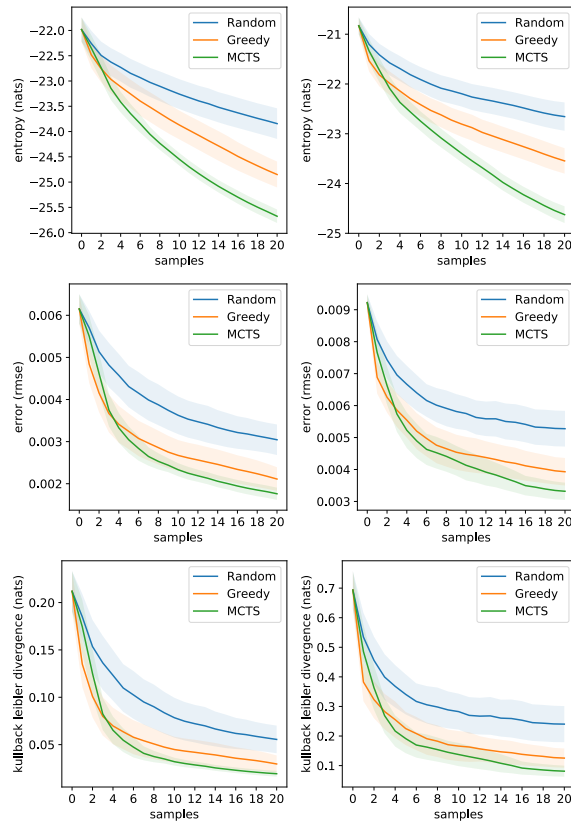 Random
Greedy
MCTS
−22.0
−22.5
−23.0
−23.5
−24.0
−24.5
−25.0
−25.5
−26.0
entropy (nats)
0 2 4 6 8 10 12 14 16 18 20
samples
Random
Greedy
MCTS
−21
−22
−23
−24
−25
entropy (nats)
0 2 4 6 8 10 12 14 16 18 20
samples
Random
Greedy
MCTS
0.006
0.005
0.004
0.003
0.002
error (rmse)
0 2 4 6 8 10 12 14 16 18 20
samples
Random
Greedy
MCTS
0.009
0.008
0.007
0.006
0.005
0.004
0.003
error (rmse)
0 2 4 6 8 10 12 14 16 18 20
samples
Random
Greedy
MCTS
0.20
0.15
0.10
0.05
kullback leibler divergence (nats)
0 2 4 6 8 10 12 14 16 18 20
samples
Random
Greedy
MCTS
0.7
0.6
0.5
0.4
0.3
0.2
0.1
kullback leibler divergence (nats)
0 2 4 6 8 10 12 14 16 18 20
samples